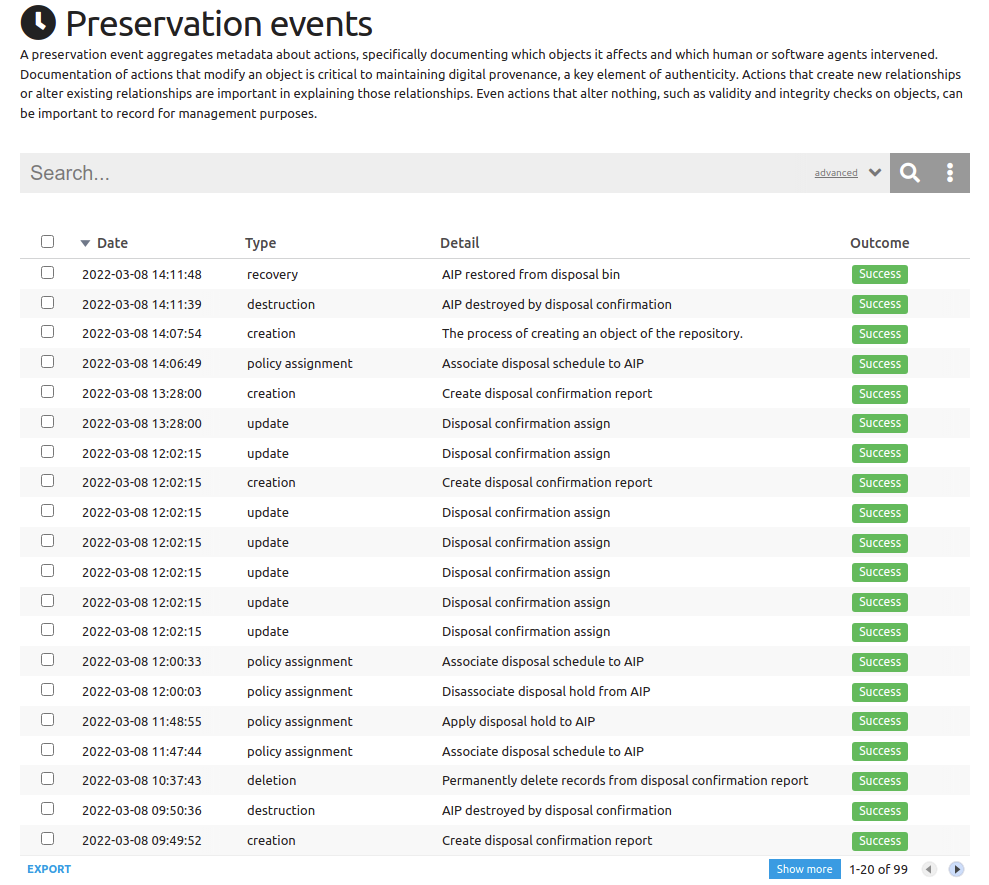 Preservation events
A preservation event aggregates metadata about actions, specifically documenting which objects it affects and which human or software agents intervened.
Documentation of actions that modify an object is critical to maintaining digital provenance, a key element of authenticity. Actions that create new relationships
or alter existing relationships are important in explaining those relationships. Even actions that alter nothing, such as validity and integrity checks on objects, can
be important to record for management purposes.
Search... advanced
Date Type Detail Outcome
2022-03-08 14:11:48 recovery AIP restored from disposal bin Success
2022-03-08 14:11:39 destruction AIP destroyed by disposal confirmation Success
2022-03-08 14:07:54 creation The process of creating an object of the repository. Success
2022-03-08 14:06:49 policy assignment Associate disposal schedule to AIP Success
2022-03-08 13:28:00 creation Create disposal confirmation report Success
2022-03-08 13:28:00 update Disposal confirmation assign Success
2022-03-08 12:02:15 update Disposal confirmation assign Success
2022-03-08 12:02:15 creation Create disposal confirmation report Success
2022-03-08 12:02:15 update Disposal confirmation assign Success
2022-03-08 12:02:15 update Disposal confirmation assign Success
2022-03-08 12:02:15 update Disposal confirmation assign Success
2022-03-08 12:02:15 update Disposal confirmation assign Success
2022-03-08 12:02:15 update Disposal confirmation assign Success
2022-03-08 12:00:33 policy assignment Associate disposal schedule to AIP Success
2022-03-08 12:00:03 policy assignment Disassociate disposal hold from AIP Success
2022-03-08 11:48:55 policy assignment Apply disposal hold to AIP Success
2022-03-08 11:47:44 policy assignment Associate disposal schedule to AIP Success
2022-03-08 10:37:43 deletion Permanently delete records from disposal confirmation report Success
2022-03-08 09:50:36 destruction AIP destroyed by disposal confirmation Success
2022-03-08 09:49:52 creation Create disposal confirmation report Success
EXPORT Show more 1-20 of 99